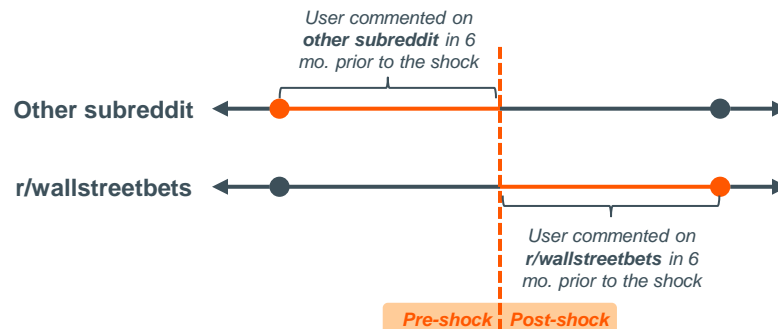 User commented on
other subreddit in 6
mo. prior to the shock
Other subreddit
r/wallstreetbets
User commented on
r/wallstreetbets in 6
mo. prior to the shock
Pre-shock Post-shock